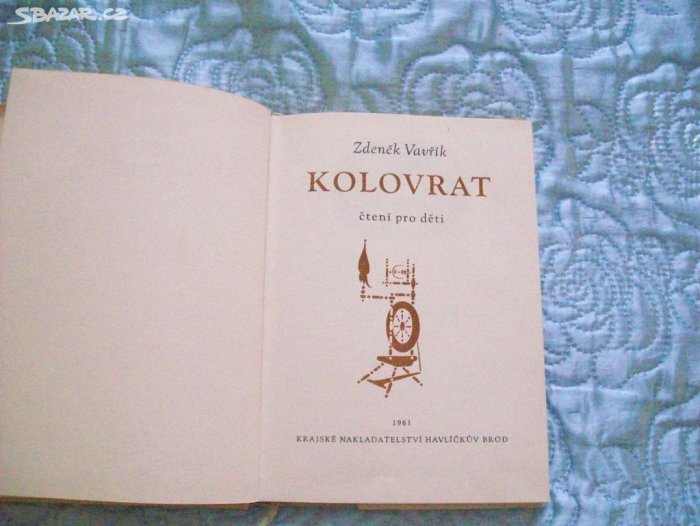 SBAZAR.CZ
Zdeněk Vavřík
KOLOVRAT
čtení pro děti
1961
KRAJSKÉ NAKLADATELSTVÍ HAVLÍČKŮV BROD